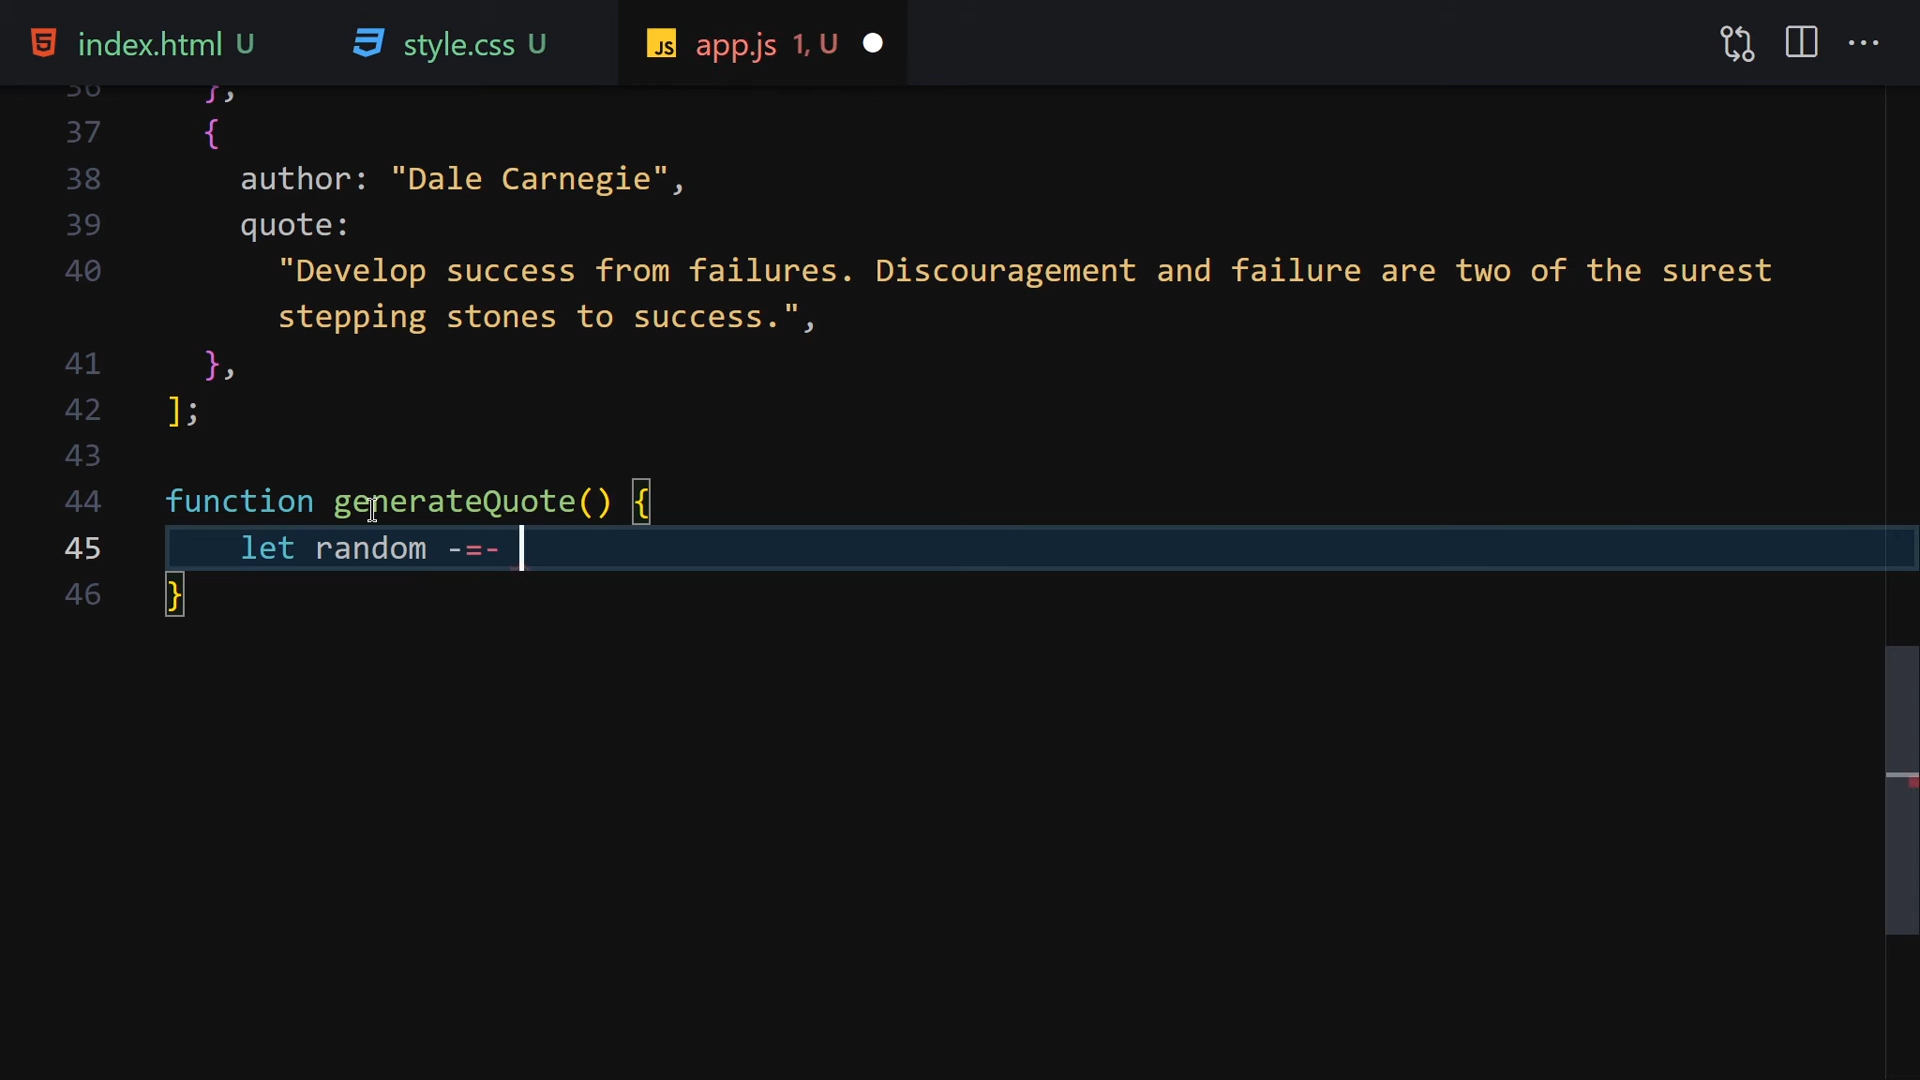 index.html U style.css U JS app.js 1, U
36 },
37 {
38 author: "Dale Carnegie",
39 quote:
40 "Develop success from failures. Discouragement and failure are two of the surest
stepping stones to success.",
41 },
42 ];
43
44 function generateQuote() {
45 let random -=-
46 }